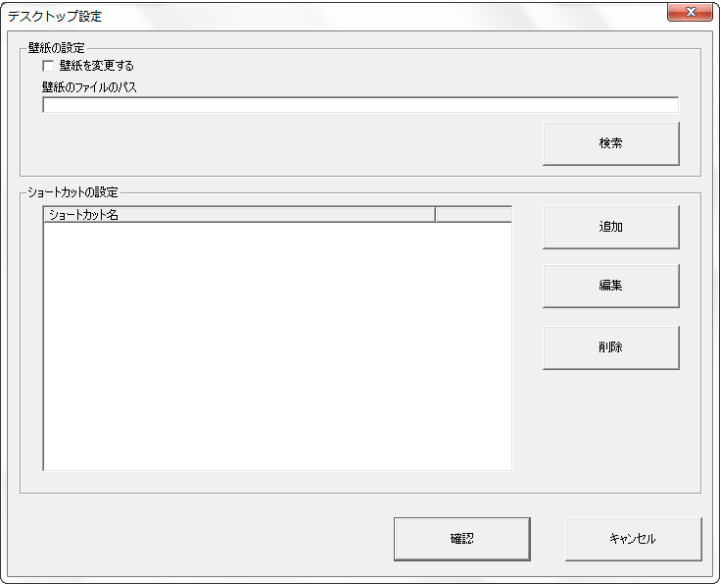 デスクトップ設定
壁紙の設定
壁紙を変更する
壁紙のファイルのパス
検索
ショートカットの設定
ショートカット名
追加
編集
削除
確認
キャンセル